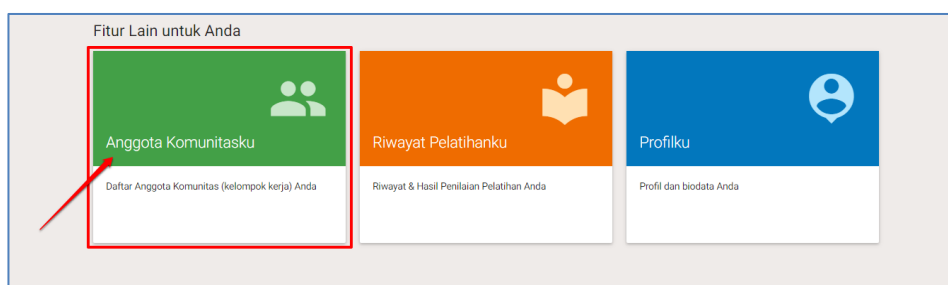 Fitur Lain untuk Anda
Anggota Komunitasku
Daftar Anggota Komunitas (kelompok kerja) Anda
Riwayat Pelatihanku
Riwayat & Hasil Penilaian Pelatihan Anda
Profilku
Profil dan biodata Anda